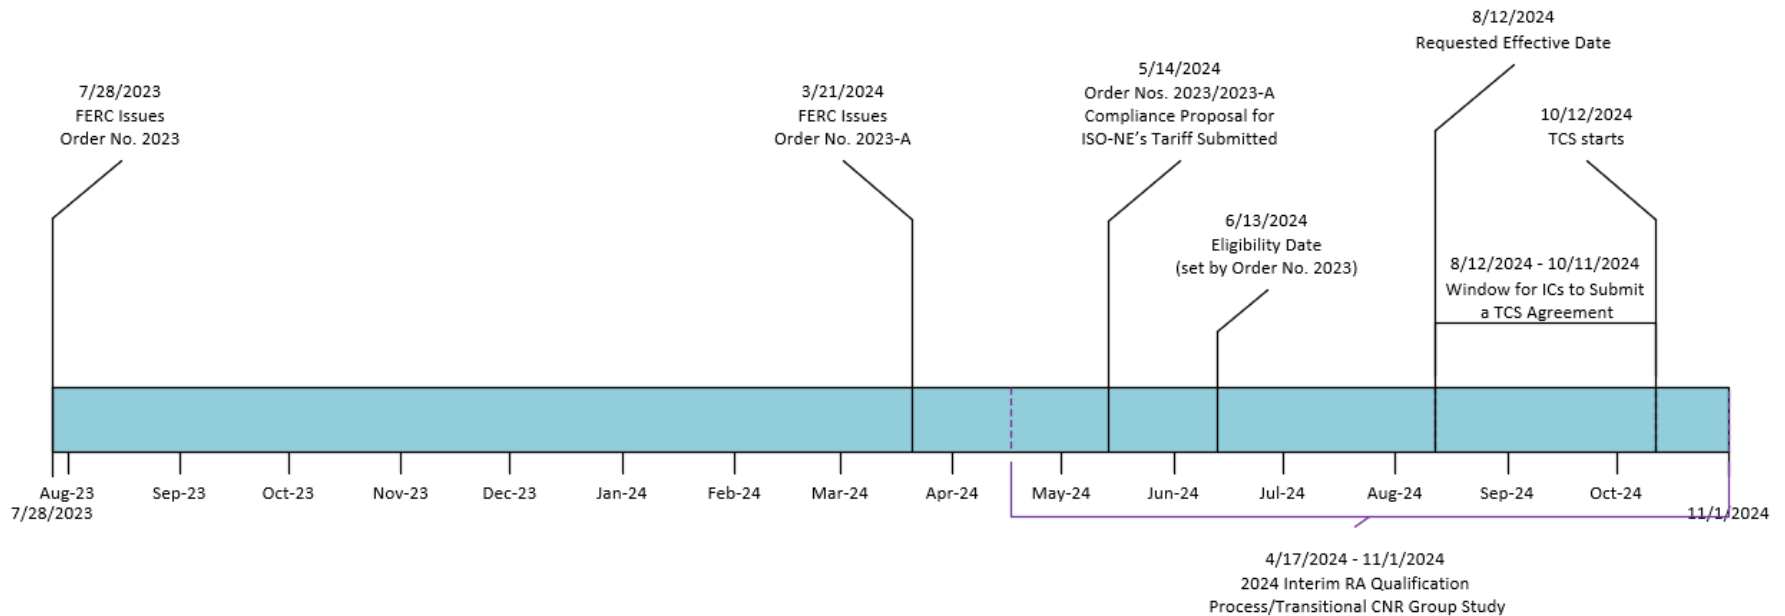 8/12/2024
Requested Effective Date
7/28/2023
FERC Issues
Order No. 2023
3/21/2024
FERC Issues
Order No. 2023-A
5/14/2024
Order Nos. 2023/2023-A
Compliance Proposal for
ISO-NE's Tariff Submitted
10/12/2024
TCS starts
6/13/2024
Eligibility Date
(set by Order No. 2023)
8/12/2024 - 10/11/2024
Window for ICs to Submit
a TCS Agreement
Aug-23 Sep-23 Oct-23 Nov-23 Dec-23 Jan-24 Feb-24 Mar-24 Apr-24 May-24 Jun-24 Jul-24 Aug-24 Sep-24 Oct-24
7/28/2023 11/1/2024
4/17/2024 - 11/1/2024
2024 Interim RA Qualification
Process/Transitional CNR Group Study